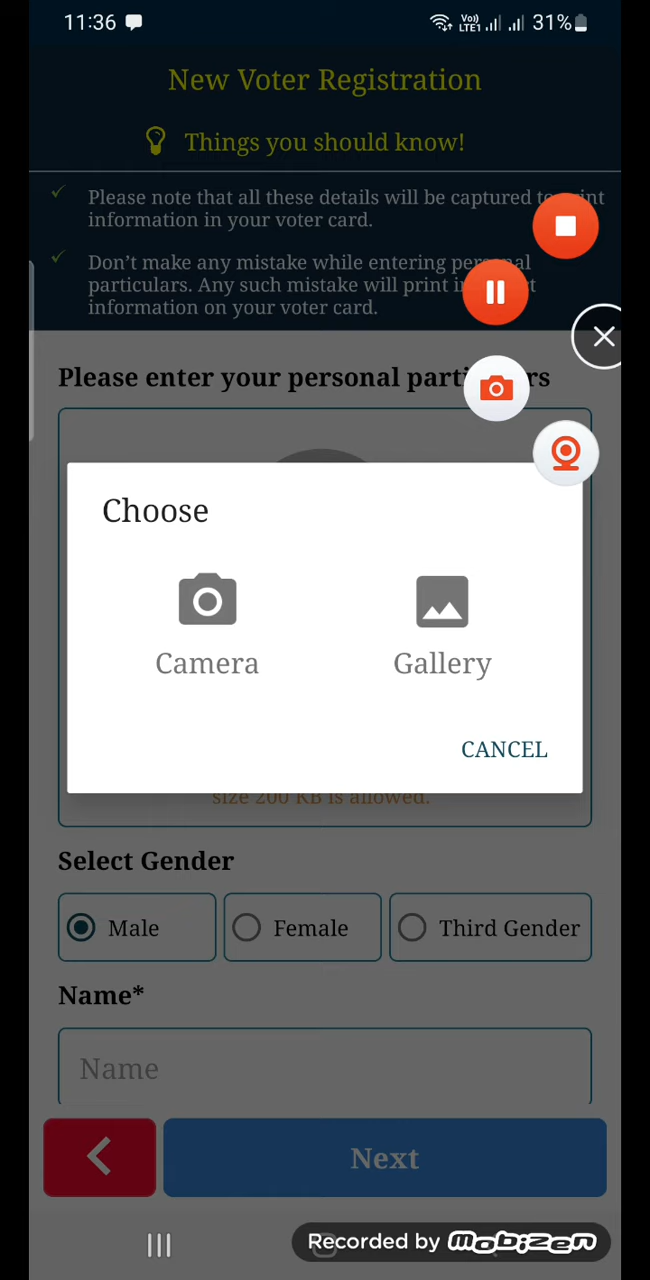 11:36
Vo)) LTE1 31%
New Voter Registration
Things you should know!
Please note that all these details will be captured to print
information in your voter card.
Don't make any mistake while entering personal
particulars. Any such mistake will print in
information on your voter card.
Please enter your personal particulars
Choose
Camera
Gallery
CANCEL
size 200 KB is allowed.
Select Gender
Male
Female
Third Gender
Name*
Name
Next
Recorded by mobizen